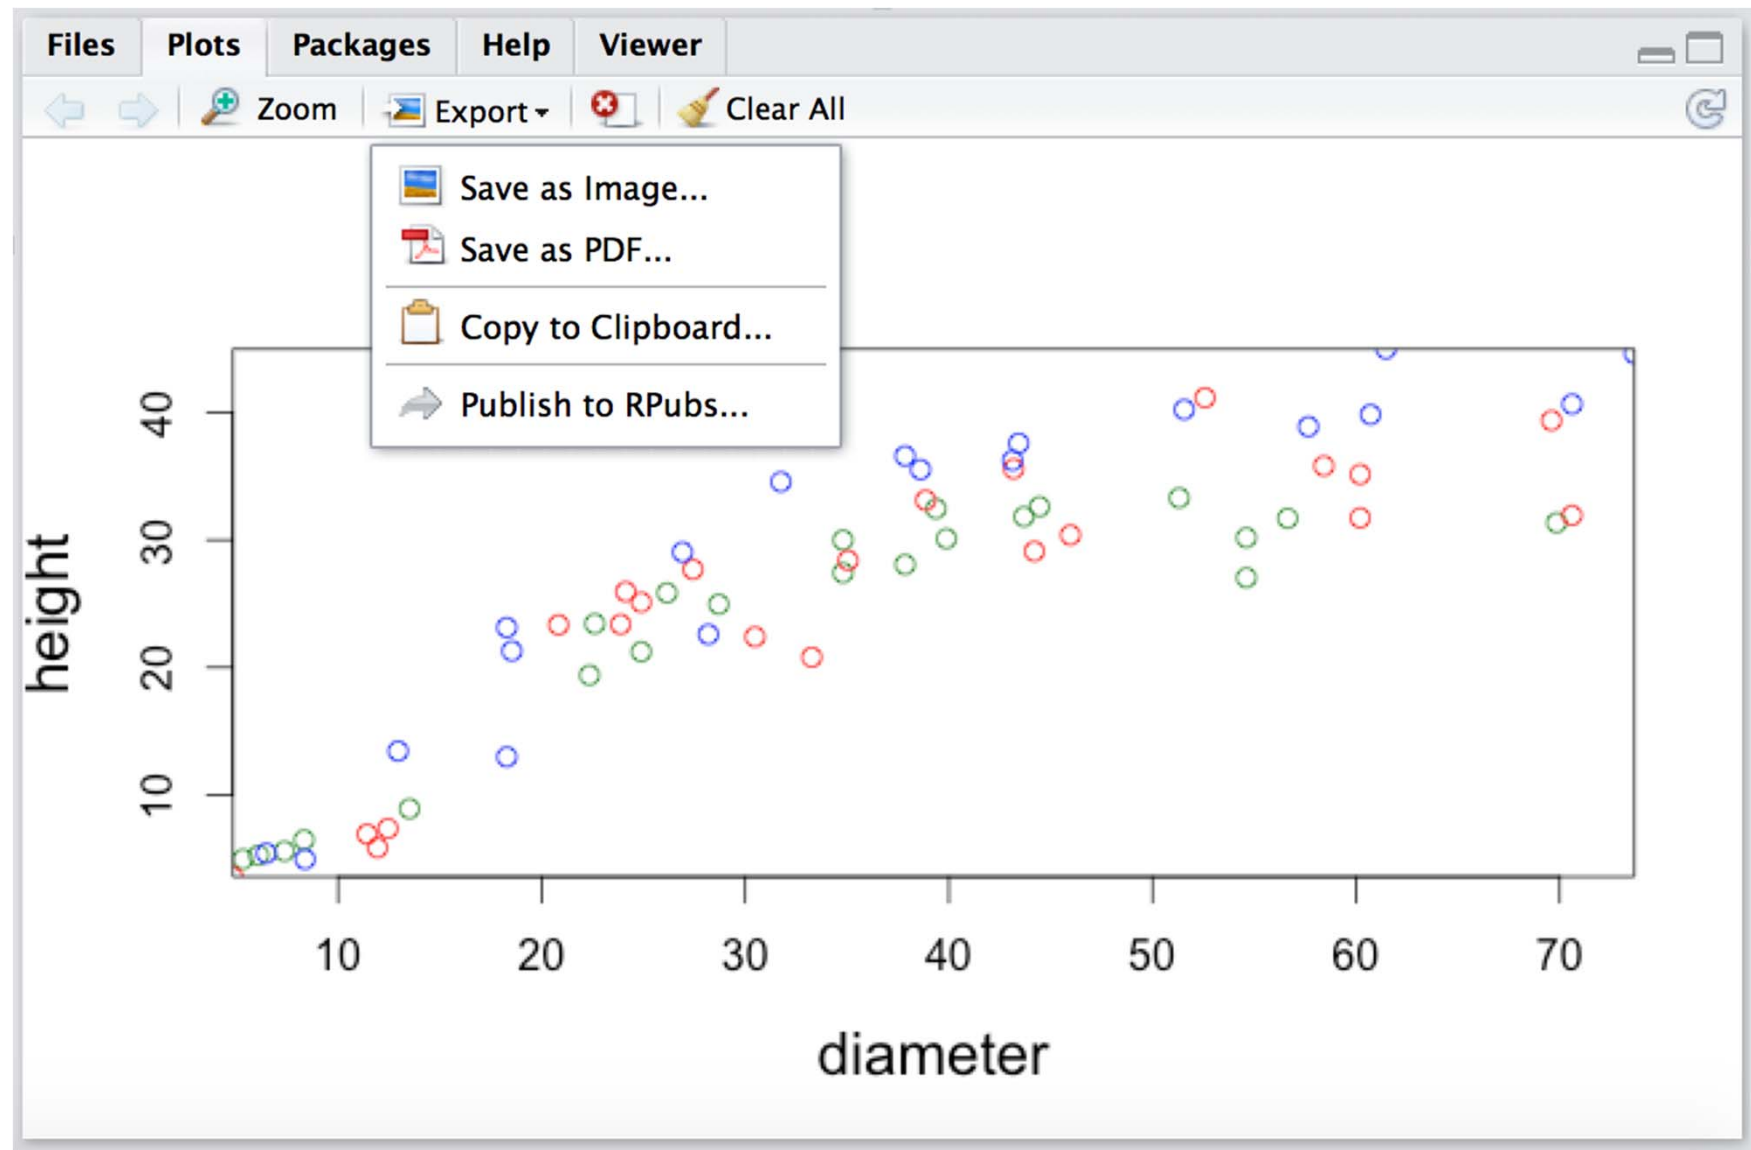 Files Plots Packages Help Viewer
Zoom Export Clear All
Save as Image...
Save as PDF...
Copy to Clipboard...
Publish to RPubs...
height
40
30
20
10
10 20 30 40 50 60 70
diameter